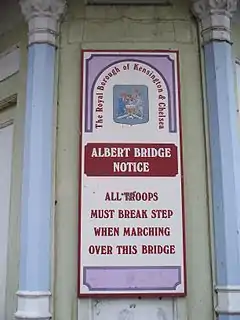 The Royal Borough of Kensington & Chelsea
ALBERT BRIDGE
NOTICE
ALL TROOPS
MUST BREAK STEP
WHEN MARCHING
OVER THIS BRIDGE